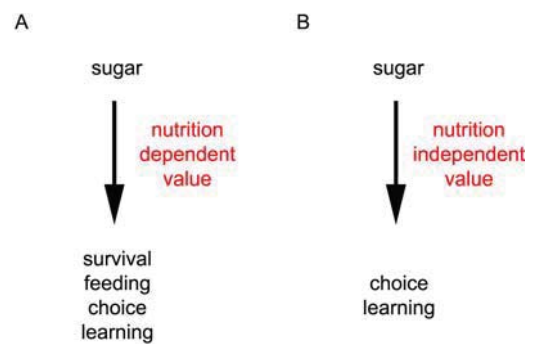 A
sugar
nutrition
dependent
value
survival
feeding
choice
learning
B
sugar
nutrition
independent
value
choice
learning